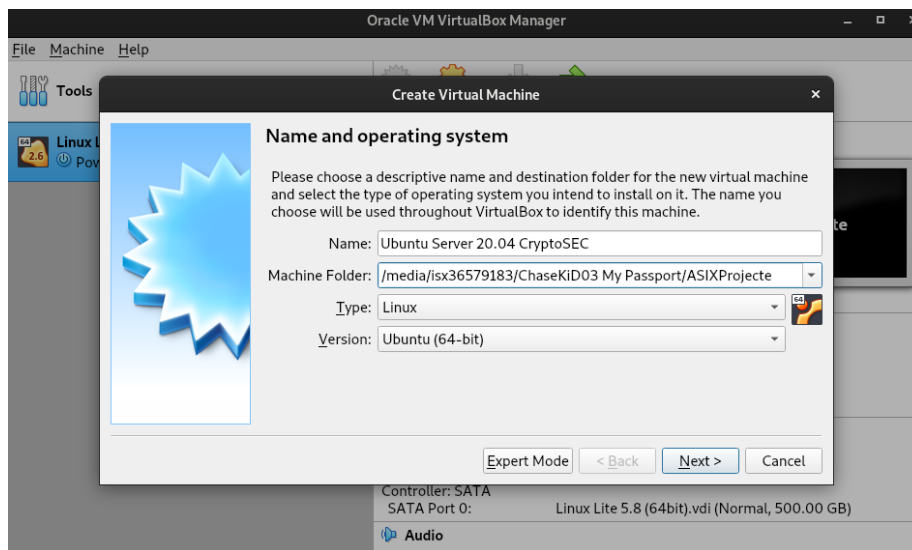 Oracle VM VirtualBox Manager
File Machine Help
Tools
Create Virtual Machine
64
2.6
Linux L
Pov
Name and operating system
Please choose a descriptive name and destination folder for the new virtual machine
and select the type of operating system you intend to install on it. The name you
choose will be used throughout VirtualBox to identify this machine.
te
Name: Ubuntu Server 20.04 CryptoSEC
Machine Folder: /media/isx36579183/ChaseKiD03 My Passport/ASIXProjecte
Type: Linux
64
Version: Ubuntu (64-bit)
Expert Mode < Back Next > Cancel
Controller: SATA
SATA Port 0: Linux Lite 5.8 (64bit).vdi (Normal, 500.00 GB)
Audio